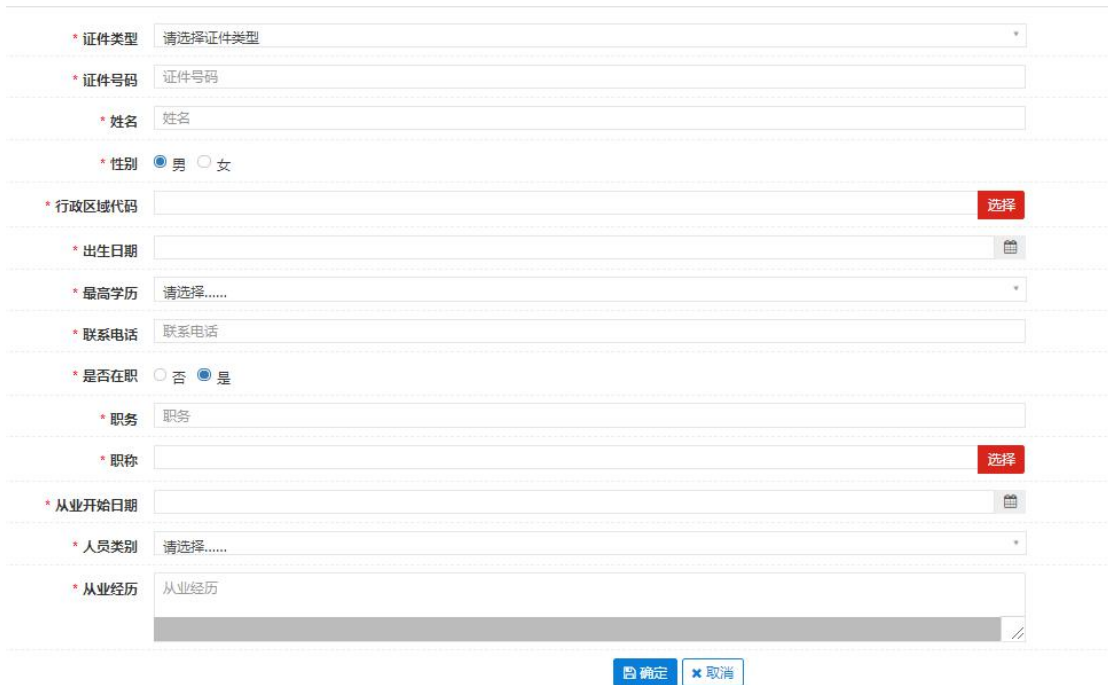 * 证件类型 请选择证件类型
* 证件号码 证件号码
* 姓名 姓名
* 性别 男 女
* 行政区域代码 选择
* 出生日期
* 最高学历 请选择......
* 联系电话 联系电话
* 是否在职 否 是
* 职务 职务
* 职称 选择
* 从业开始日期
* 人员类别 请选择......
* 从业经历 从业经历
确定 取消